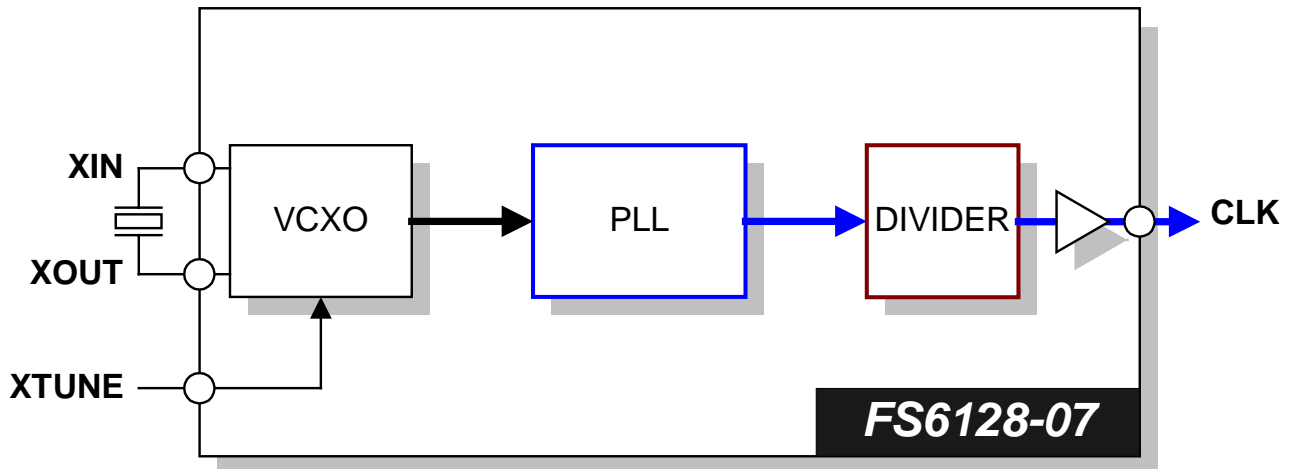 XIN
XOUT
XTUNE
VCXO
PLL
DIVIDER
CLK
FS6128-07